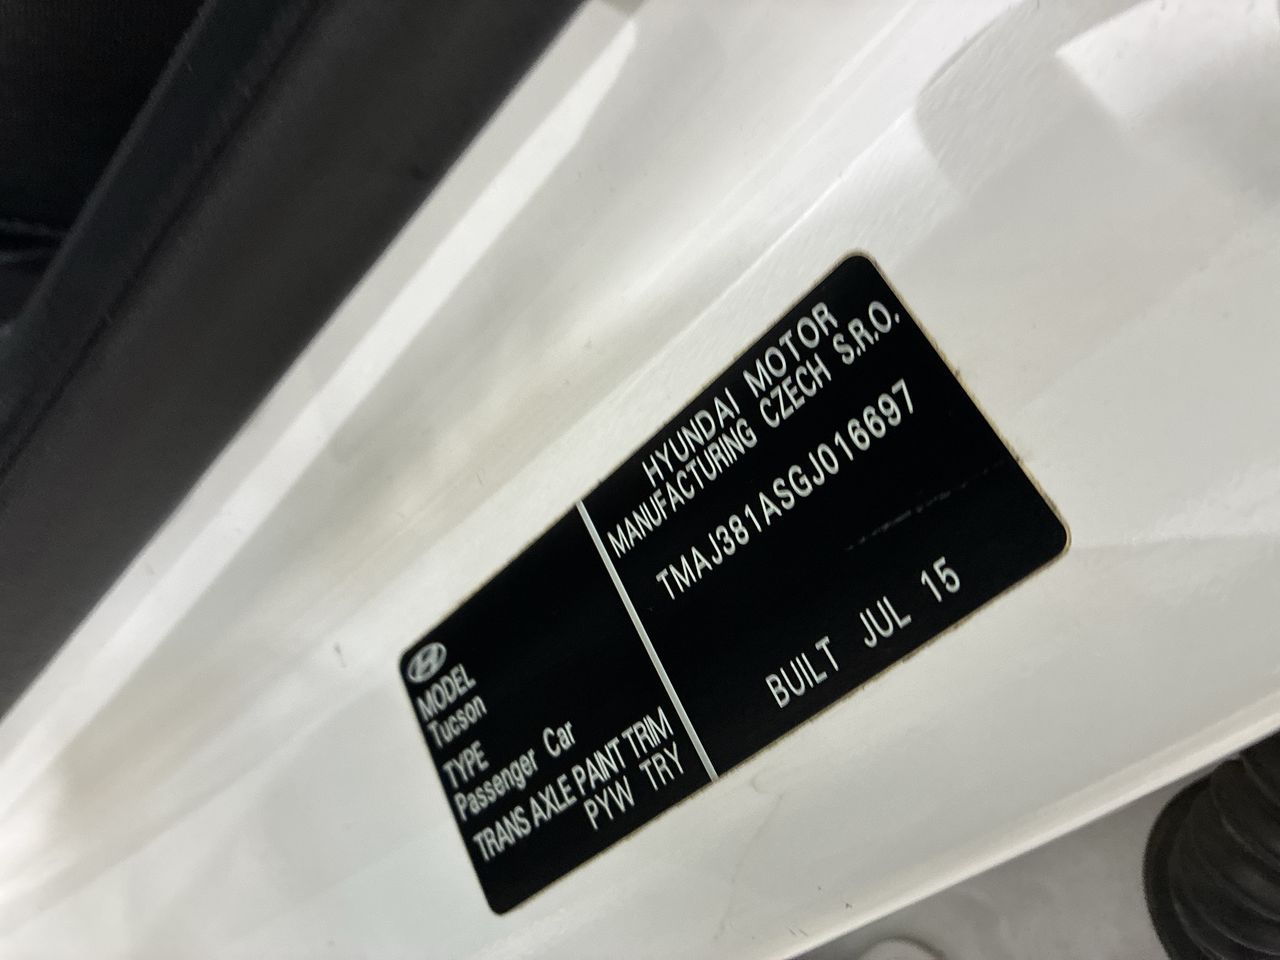 HYUNDAI MOTOR
MANUFACTURING CZECH S.R.O.
TMAJ381ASGJ016697
BUILT JUL 15
MODEL
Tucson
TYPE
Passenger Car
TRANS AXLE PAINT TRIM
PYW TRY